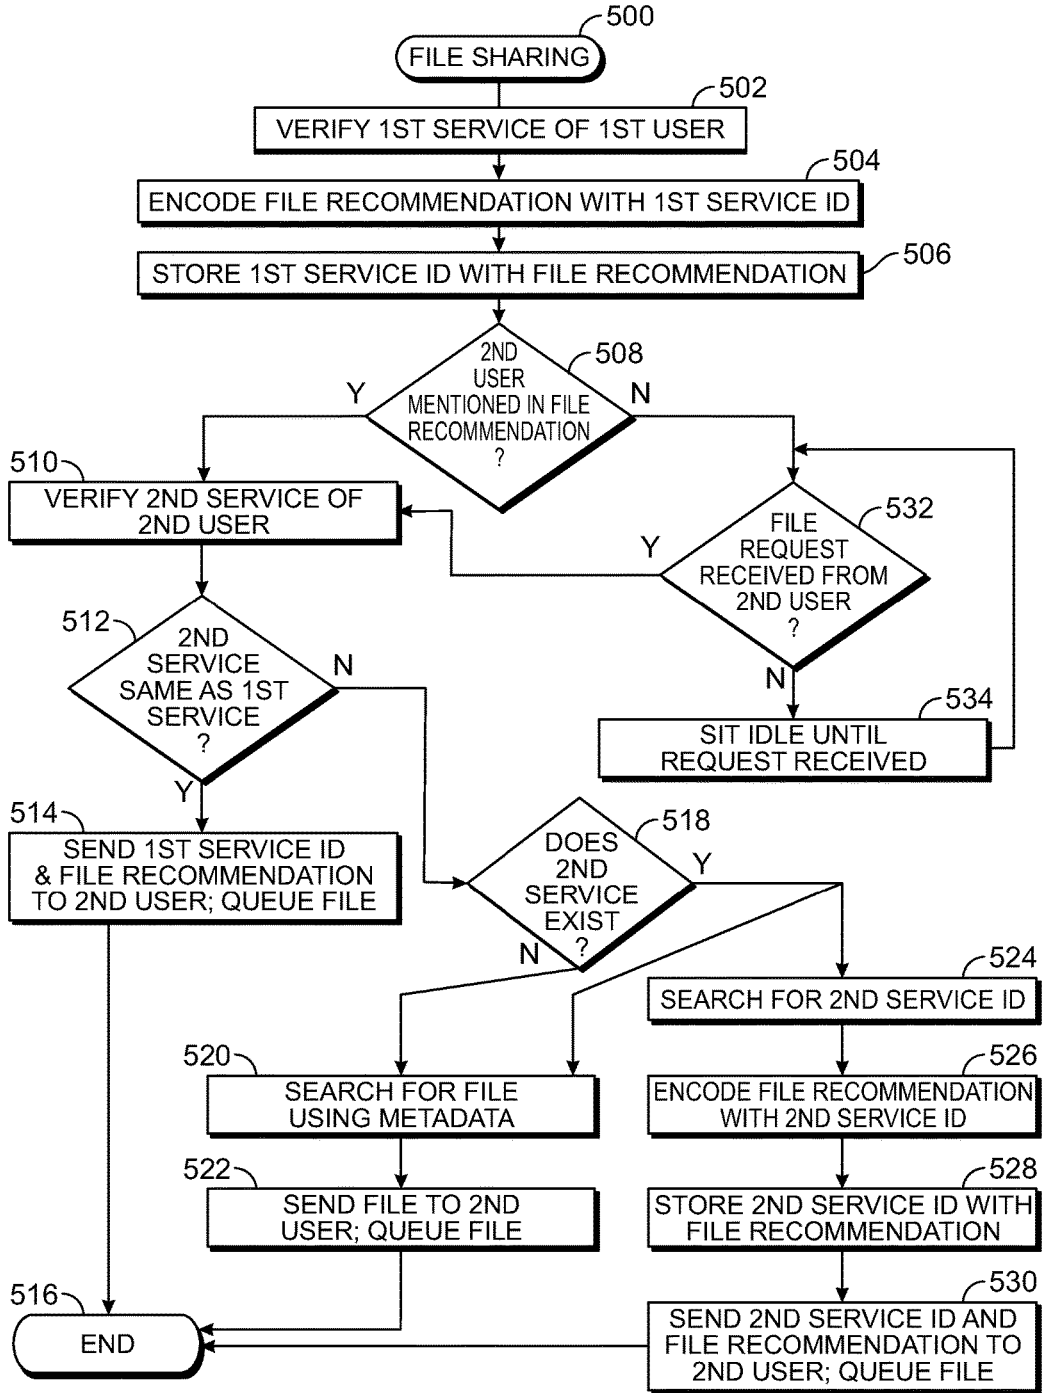 500
FILE SHARING
502
VERIFY 1ST SERVICE OF 1ST USER
504
ENCODE FILE RECOMMENDATION WITH 1ST SERVICE ID
STORE 1ST SERVICE ID WITH FILE RECOMMENDATION
506
508
2ND
USER
MENTIONED IN FILE
RECOMMENDATION
?
Y
N
510
VERIFY 2ND SERVICE OF
2ND USER
532
FILE
REQUEST
RECEIVED FROM
2ND USER
?
Y
N
534
SIT IDLE UNTIL
REQUEST RECEIVED
512
2ND
SERVICE
SAME AS 1ST
SERVICE
?
N
Y
514
SEND 1ST SERVICE ID
& FILE RECOMMENDATION
TO 2ND USER; QUEUE FILE
518
DOES
2ND
SERVICE
EXIST
?
Y
N
524
SEARCH FOR 2ND SERVICE ID
520
SEARCH FOR FILE
USING METADATA
526
ENCODE FILE RECOMMENDATION
WITH 2ND SERVICE ID
522
SEND FILE TO 2ND
USER; QUEUE FILE
528
STORE 2ND SERVICE ID WITH
FILE RECOMMENDATION
516
END
530
SEND 2ND SERVICE ID AND
FILE RECOMMENDATION TO
2ND USER; QUEUE FILE